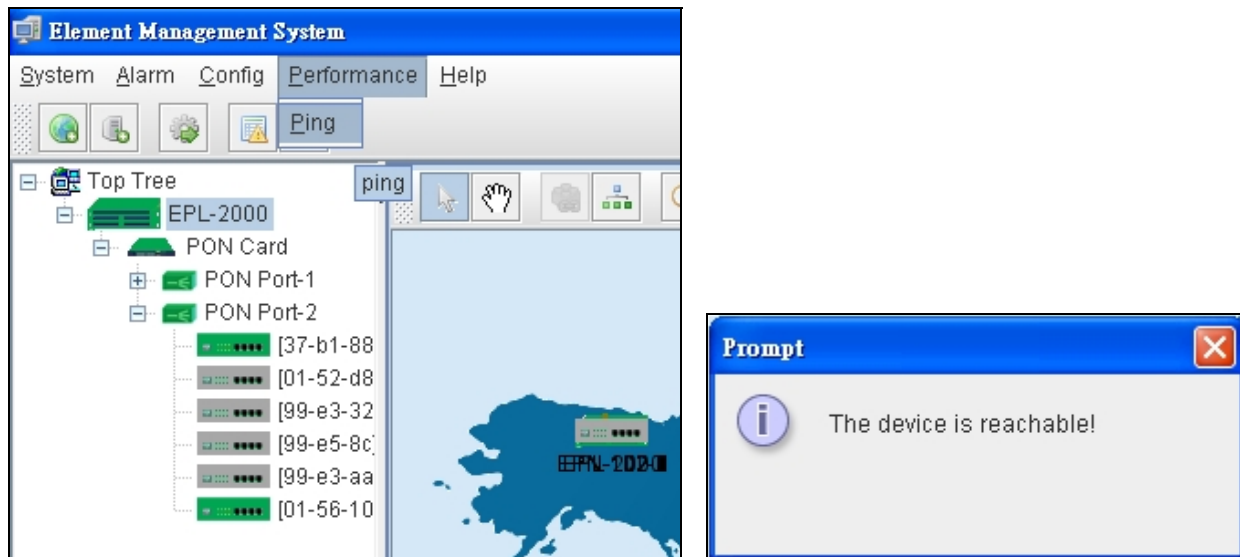 Element Management System
System Alarm Config Performance Help
Ping
ping
Top Tree
EPL-2000
PON Card
PON Port-1
PON Port-2
[37-b1-88
[01-52-d8
[99-e3-32
[99-e5-8c]
[99-e3-aa
[01-56-10
Prompt
The device is reachable!